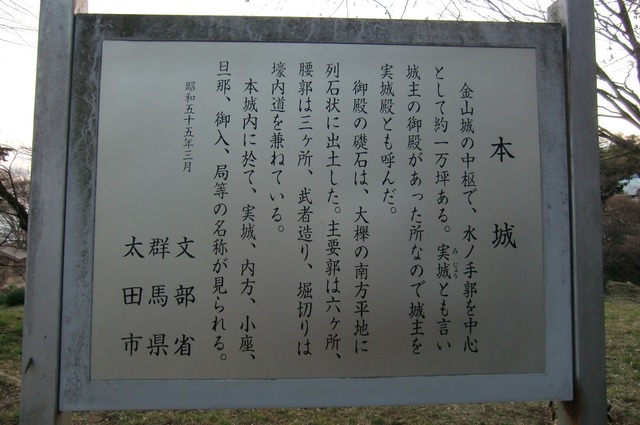 本城
金山城の中枢で、水ノ手郭を中心
として約一万坪ある。実城とも言い
みじょう
城主の御殿があった所なので城主を
実城殿とも呼んだ。
御殿の礎石は、大欅の南方平地に
列石状に出土した。主要郭は六ヶ所、
腰郭は三ヶ所、武者造り、堀切りは
壕内道を兼ねている。
本城内に於て、実城、内方、小座、
旦那、御入、局等の名称が見られる。
昭和五十五年三月
文部省
群馬県
太田市